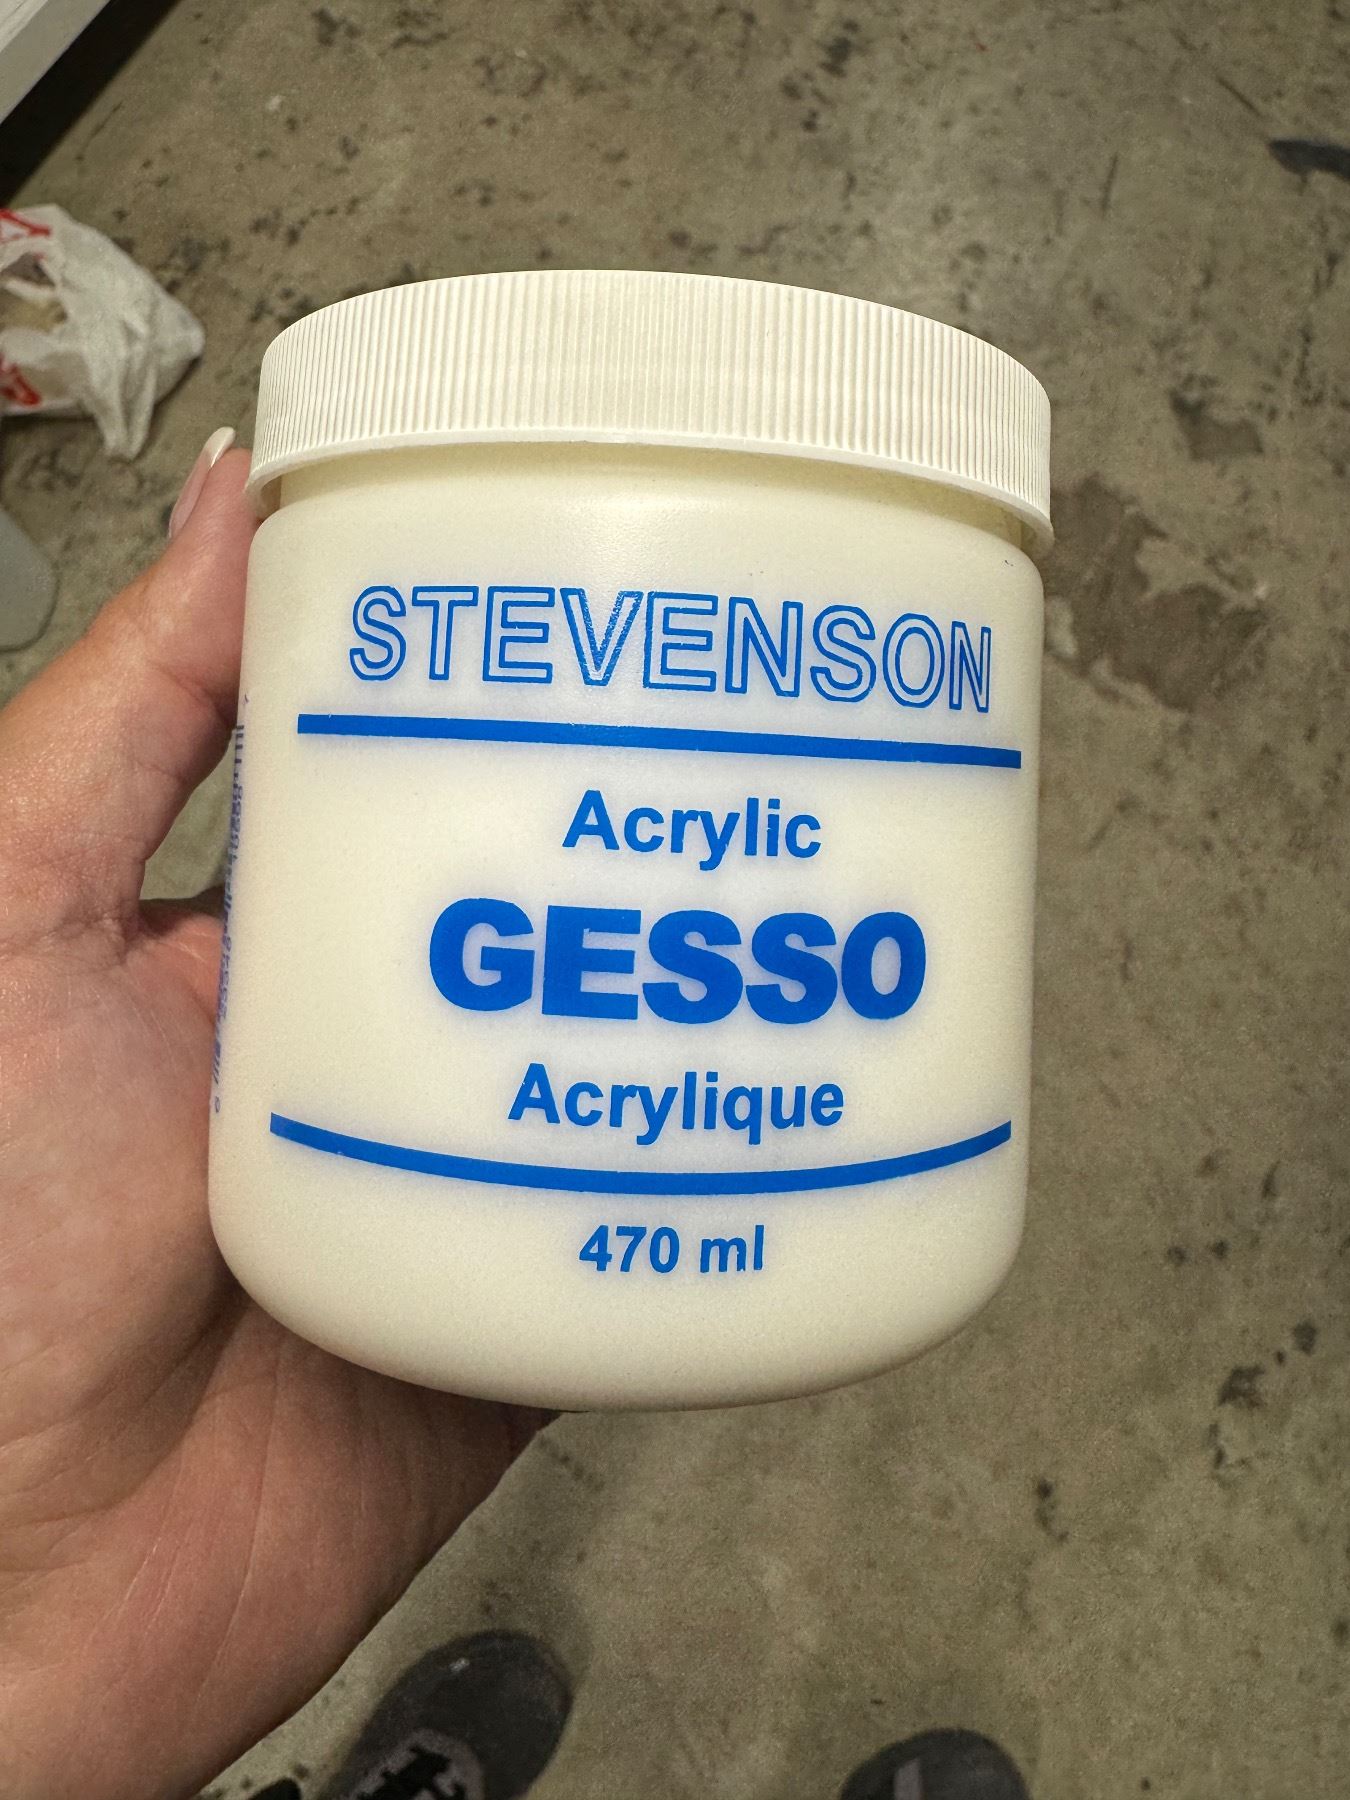 STEVENSON
Acrylic
GESSO
Acrylique
470 ml